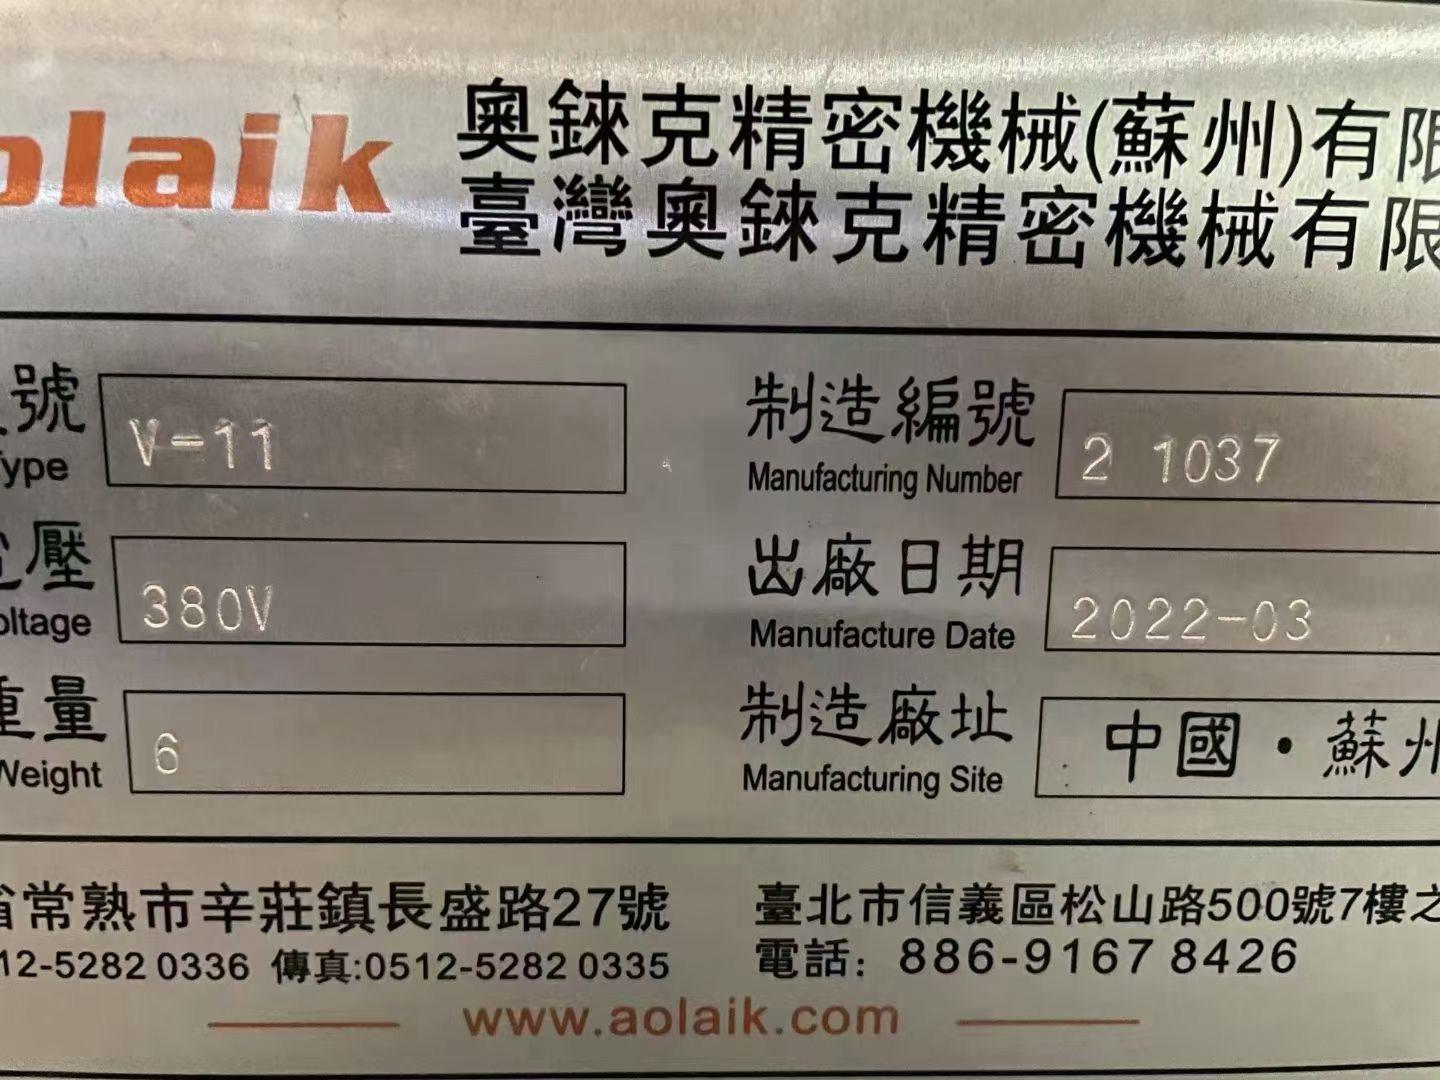 olaik
奧錸克精密機械(蘇州)有限
臺灣奧錸克精密機械有限
號 V-11 制造編號 2 1037
ype Manufacturing Number
壓 380V 出廠日期 2022-03
oltage Manufacture Date
重量 6 制造廠址 中國·蘇州
Weight Manufacturing Site
省常熟市辛莊鎮長盛路27號 臺北市信義區松山路500號7樓之
12-5282 0336 傳真:0512-5282 0335 電話: 886-9167 8426
www.aolaik.com